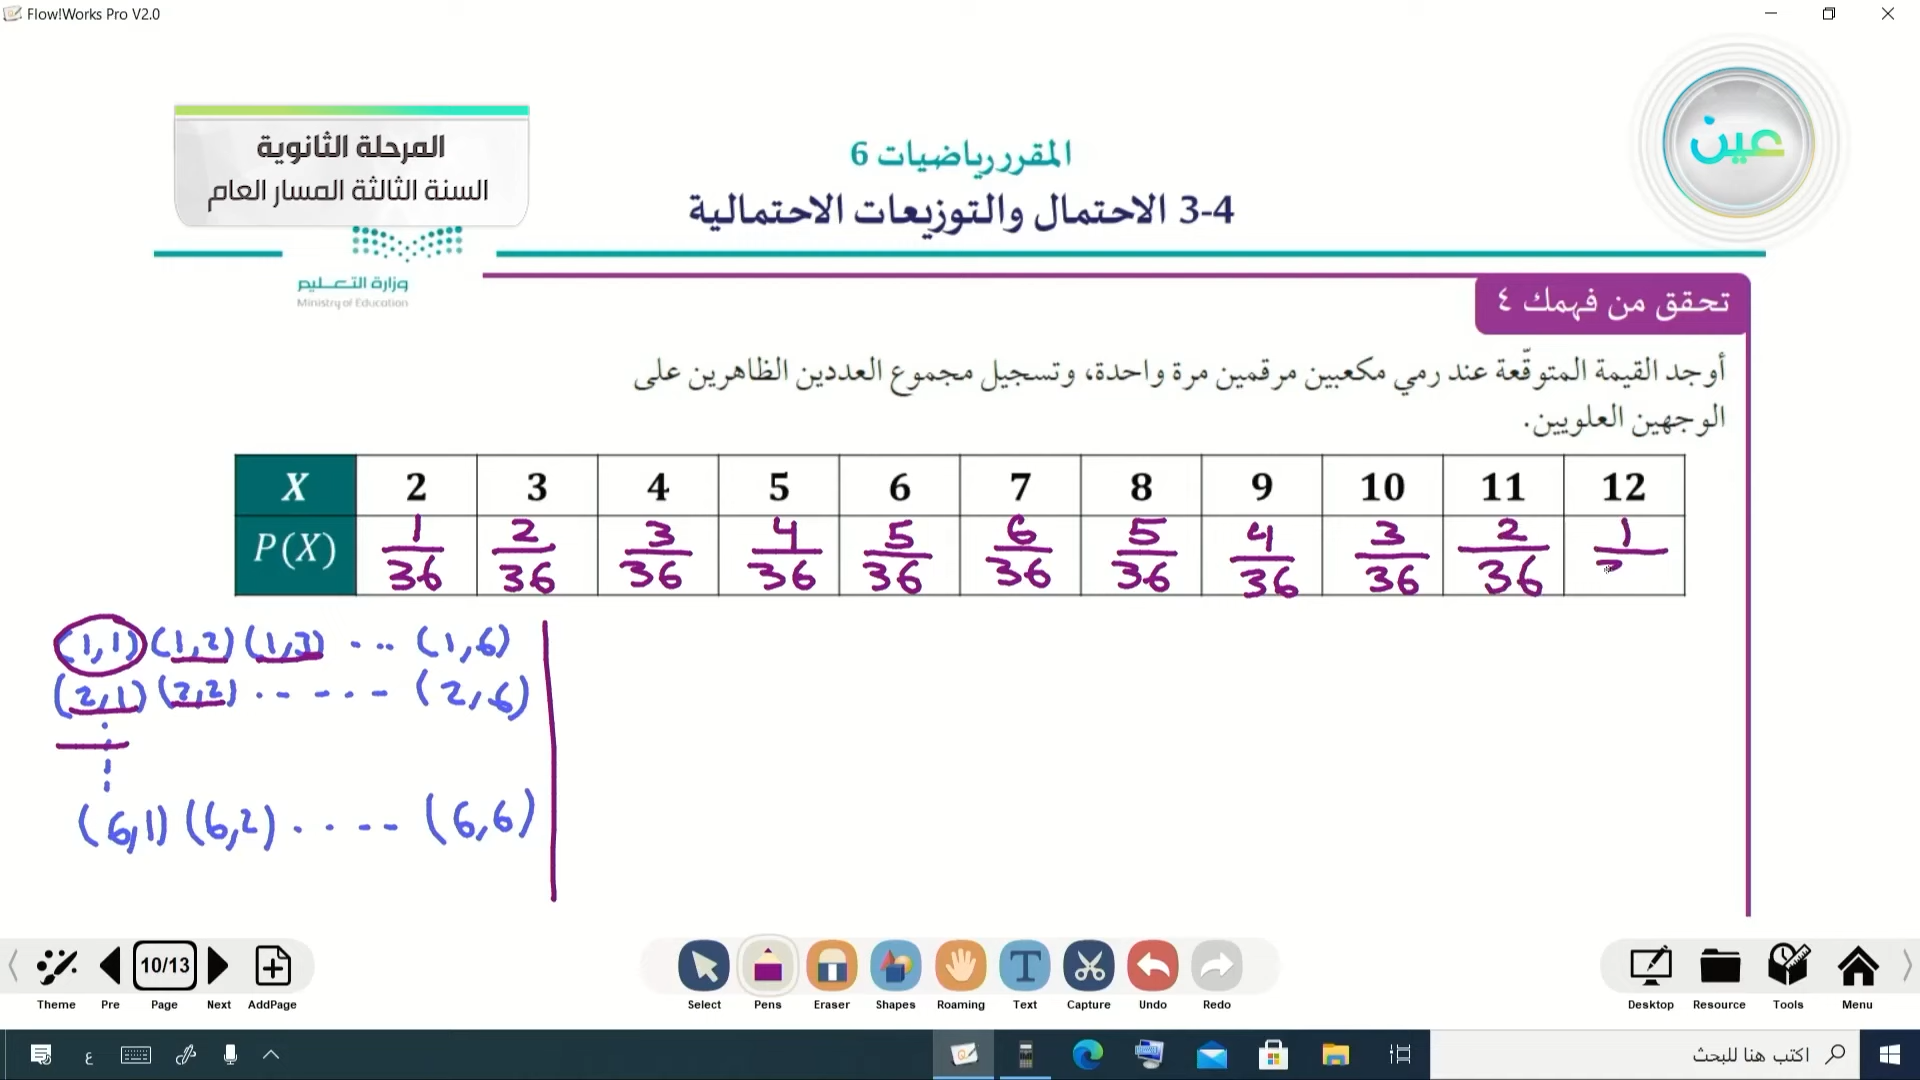 Flow!Works Pro V2.0
المرحلة الثانوية
السنة الثالثة المسار العام
عين
المقرر رياضيات 6
3-4 الاحتمال والتوزيعات الاحتمالية
وزارة التعليم
Ministry of Education
تحقق من فهمك ٤
أوجد القيمة المتوقّعة عند رمي مكعبين مرقمين مرة واحدة، وتسجيل مجموع العددين الظاهرين على
الوجهين العلويين.
X 2 3 4 5 6 7 8 9 10 11 12
P(X) 1/36 2/36 3/36 4/36 5/36 6/36 5/36 4/36 3/36 2/36 1/
(1,1) (1,2) (1,3) ... (1,6)
(2,1) (2,2) ...... (2,6)
(6,1) (6,2) ..... (6,6)
10/13
Theme Pre Page Next AddPage Select Pens Eraser Shapes Roaming Text Capture Undo Redo Desktop Resource Tools Menu
ع
اكتب هنا للبحث